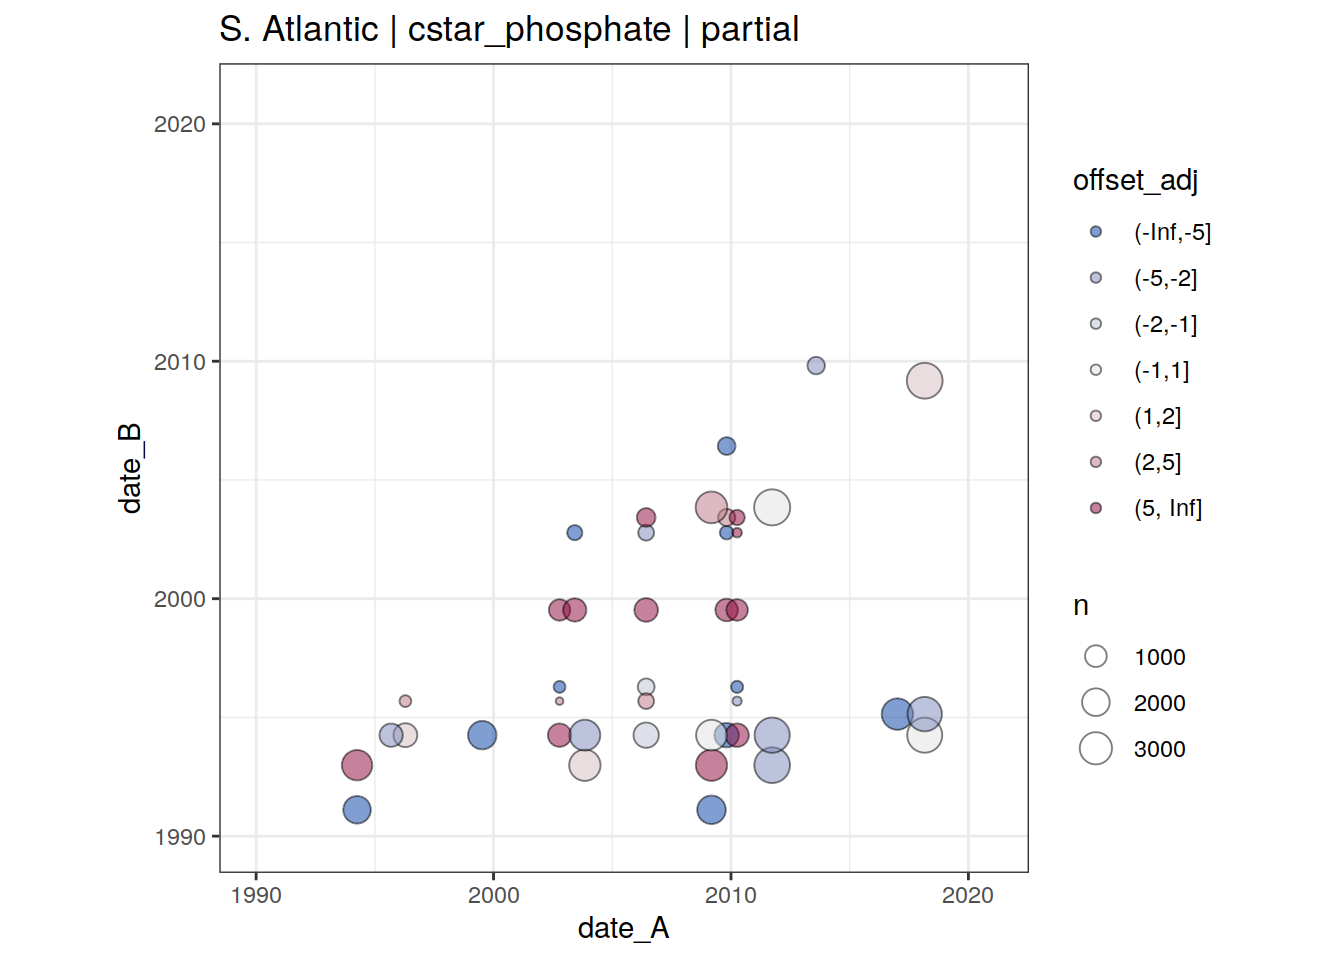 S. Atlantic | cstar_phosphate | partial
2020
2010
2000
1990
date_B
1990 2000 2010 2020
date_A
offset_adj
(-Inf,-5]
(-5,-2]
(-2,-1]
(-1,1]
(1,2]
(2,5]
(5, Inf]
n
1000
2000
3000